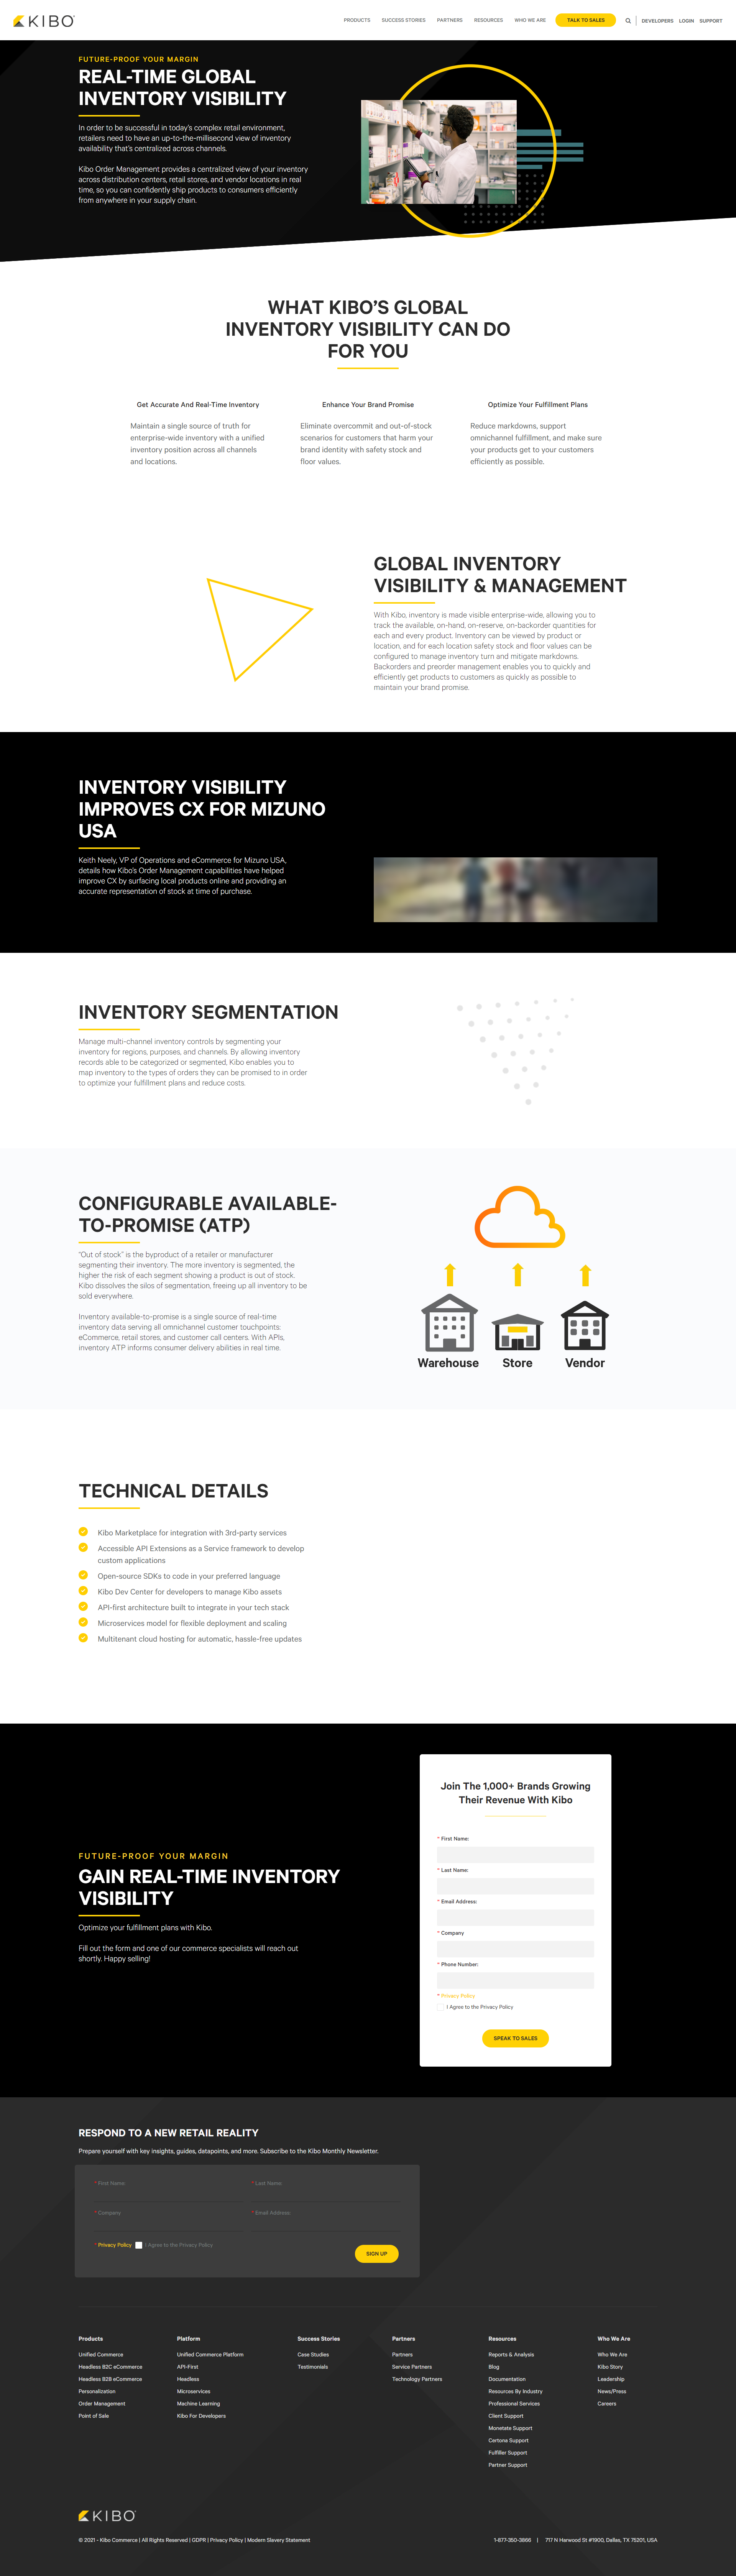 KIBO
PRODUCTS SUCCESS STORIES PARTNERS RESOURCES WHO WE ARE TALK TO SALES DEVELOPERS LOGIN SUPPORT
FUTURE-PROOF YOUR MARGIN
REAL-TIME GLOBAL
INVENTORY VISIBILITY
In order to be successful in today's complex retail environment,
retailers need to have an up-to-the-millisecond view of inventory
availability that's centralized across channels.
Kibo Order Management provides a centralized view of your inventory
across distribution centers, retail stores, and vendor locations in real
time, so you can confidently ship products to consumers efficiently
from anywhere in your supply chain.
WHAT KIBO'S GLOBAL
INVENTORY VISIBILITY CAN DO
FOR YOU
Get Accurate And Real-Time Inventory
Maintain a single source of truth for
enterprise-wide inventory with a unified
inventory position across all channels
and locations.
Enhance Your Brand Promise
Eliminate overcommit and out-of-stock
scenarios for customers that harm your
brand identity with safety stock and
floor values.
Optimize Your Fulfillment Plans
Reduce markdowns, support
omnichannel fulfillment, and make sure
your products get to your customers
efficiently as possible.
GLOBAL INVENTORY
VISIBILITY & MANAGEMENT
With Kibo, inventory is made visible enterprise-wide, allowing you to
track the available, on-hand, on-reserve, on-backorder quantities for
each and every product. Inventory can be viewed by product or
location, and for each location safety stock and floor values can be
configured to manage inventory turn and mitigate markdowns.
Backorders and preorder management enables you to quickly and
efficiently get products to customers as quickly as possible to
maintain your brand promise.
INVENTORY VISIBILITY
IMPROVES CX FOR MIZUNO
USA
Keith Neely, VP of Operations and eCommerce for Mizuno USA,
details how Kibo's Order Management capabilities have helped
improve CX by surfacing local products online and providing an
accurate representation of stock at time of purchase.
INVENTORY SEGMENTATION
Manage multi-channel inventory controls by segmenting your
inventory for regions, purposes, and channels. By allowing inventory
records able to be categorized or segmented, Kibo enables you to
map inventory to the types of orders they can be promised to in order
to optimize your fulfillment plans and reduce costs.
CONFIGURABLE AVAILABLE-
TO-PROMISE (ATP)
"Out of stock" is the byproduct of a retailer or manufacturer
segmenting their inventory. The more inventory is segmented, the
higher the risk of each segment showing a product is out of stock.
Kibo dissolves the silos of segmentation, freeing up all inventory to be
sold everywhere.
Inventory available-to-promise is a single source of real-time
inventory data serving all omnichannel customer touchpoints:
eCommerce, retail stores, and customer call centers. With APIs,
inventory ATP informs consumer delivery abilities in real time.
Warehouse Store Vendor
TECHNICAL DETAILS
Kibo Marketplace for integration with 3rd-party services
Accessible API Extensions as a Service framework to develop
custom applications
Open-source SDKs to code in your preferred language
Kibo Dev Center for developers to manage Kibo assets
API-first architecture built to integrate in your tech stack
Microservices model for flexible deployment and scaling
Multitenant cloud hosting for automatic, hassle-free updates
FUTURE-PROOF YOUR MARGIN
GAIN REAL-TIME INVENTORY
VISIBILITY
Optimize your fulfillment plans with Kibo.
Fill out the form and one of our commerce specialists will reach out
shortly. Happy selling!
Join The 1,000+ Brands Growing
Their Revenue With Kibo
* First Name:
* Last Name:
* Email Address:
* Company
* Phone Number:
* Privacy Policy
I Agree to the Privacy Policy
SPEAK TO SALES
RESPOND TO A NEW RETAIL REALITY
Prepare yourself with key insights, guides, datapoints, and more. Subscribe to the Kibo Monthly Newsletter.
* First Name: * Last Name:
* Company * Email Address:
* Privacy Policy I Agree to the Privacy Policy
SIGN UP
Products
Unified Commerce
Headless B2C eCommerce
Headless B2B eCommerce
Personalization
Order Management
Point of Sale
Platform
Unified Commerce Platform
API-First
Headless
Microservices
Machine Learning
Kibo For Developers
Success Stories
Case Studies
Testimonials
Partners
Partners
Service Partners
Technology Partners
Resources
Reports & Analysis
Blog
Documentation
Resources By Industry
Professional Services
Client Support
Monetate Support
Certona Support
Fulfiller Support
Partner Support
Who We Are
Who We Are
Kibo Story
Leadership
News/Press
Careers
KIBO
© 2021 - Kibo Commerce | All Rights Reserved | GDPR | Privacy Policy | Modern Slavery Statement
1-877-350-3866 | 717 N Harwood St #1900, Dallas, TX 75201, USA